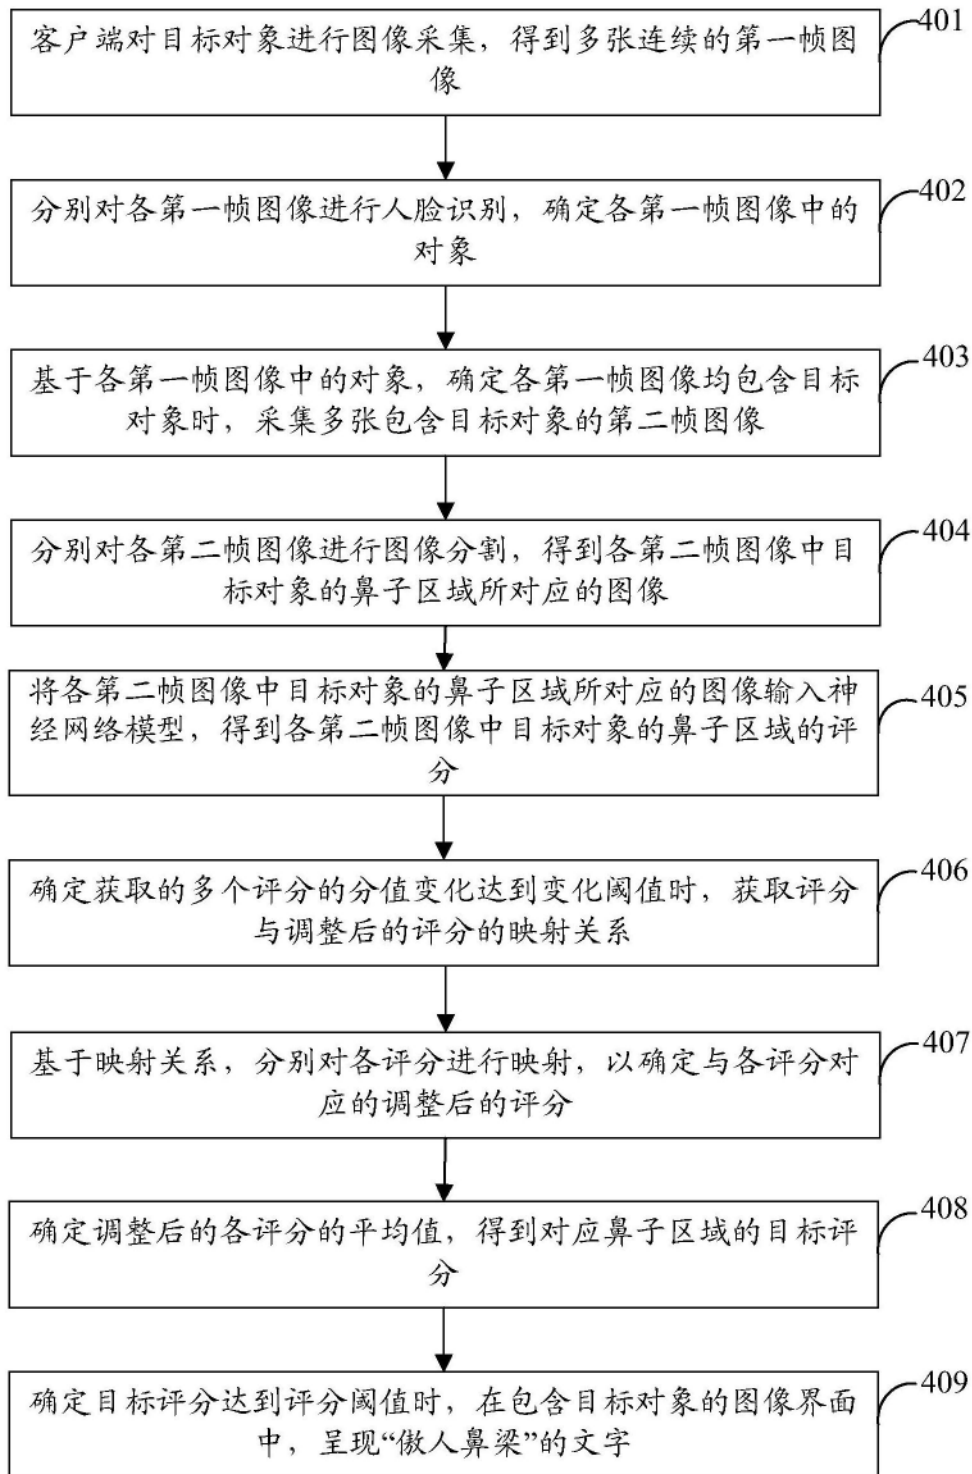 客户端对目标对象进行图像采集，得到多张连续的第一帧图
像
401
分别对各第一帧图像进行人脸识别，确定各第一帧图像中的
对象
402
基于各第一帧图像中的对象，确定各第一帧图像均包含目标
对象时，采集多张包含目标对象的第二帧图像
403
分别对各第二帧图像进行图像分割，得到各第二帧图像中目
标对象的鼻子区域所对应的图像
404
将各第二帧图像中目标对象的鼻子区域所对应的图像输入神
经网络模型，得到各第二帧图像中目标对象的鼻子区域的评
分
405
确定获取的多个评分的分值变化达到变化阈值时，获取评分
与调整后的评分的映射关系
406
基于映射关系，分别对各评分进行映射，以确定与各评分对
应的调整后的评分
407
确定调整后的各评分的平均值，得到对应鼻子区域的目标评
分
408
确定目标评分达到评分阈值时，在包含目标对象的图像界面
中，呈现“傲人鼻梁”的文字
409